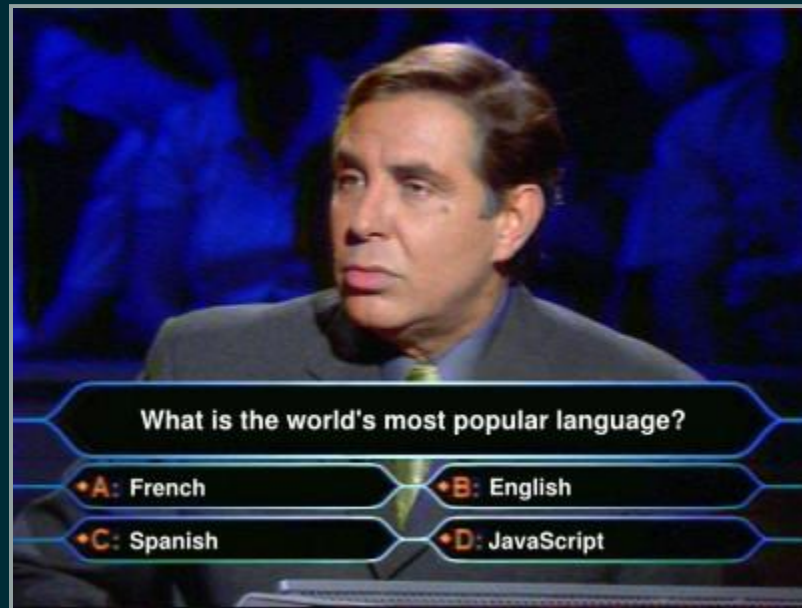 What is the world's most popular language?
A: French
B: English
C: Spanish
D: JavaScript